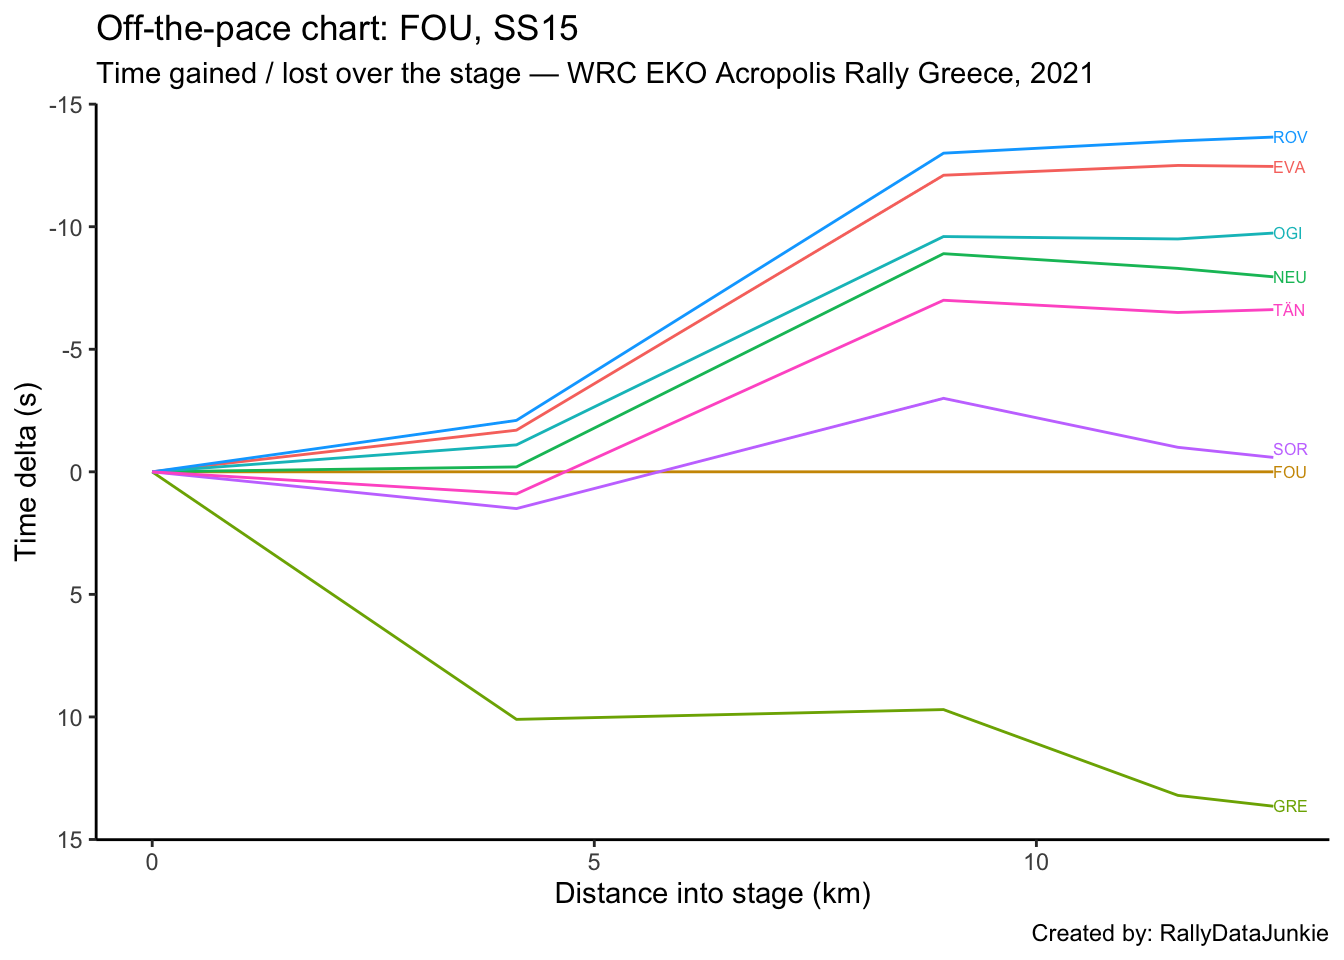 Off-the-pace chart: FOU, SS15
Time gained / lost over the stage — WRC EKO Acropolis Rally Greece, 2021
-15
-10
-5
0
5
10
15
Time delta (s)
ROV
EVA
OGI
NEU
TÄN
SOR
FOU
GRE
0
5
10
Distance into stage (km)
Created by: RallyDataJunkie